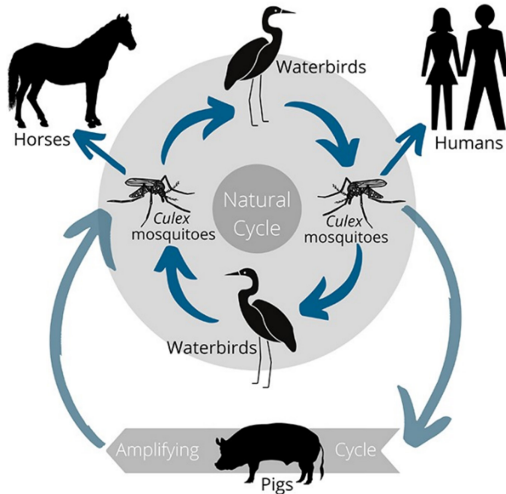 Waterbirds
Horses
Humans
Natural
Cycle
Culex
mosquitoes
Culex
mosquitoes
Waterbirds
Amplifying
Cycle
Pigs